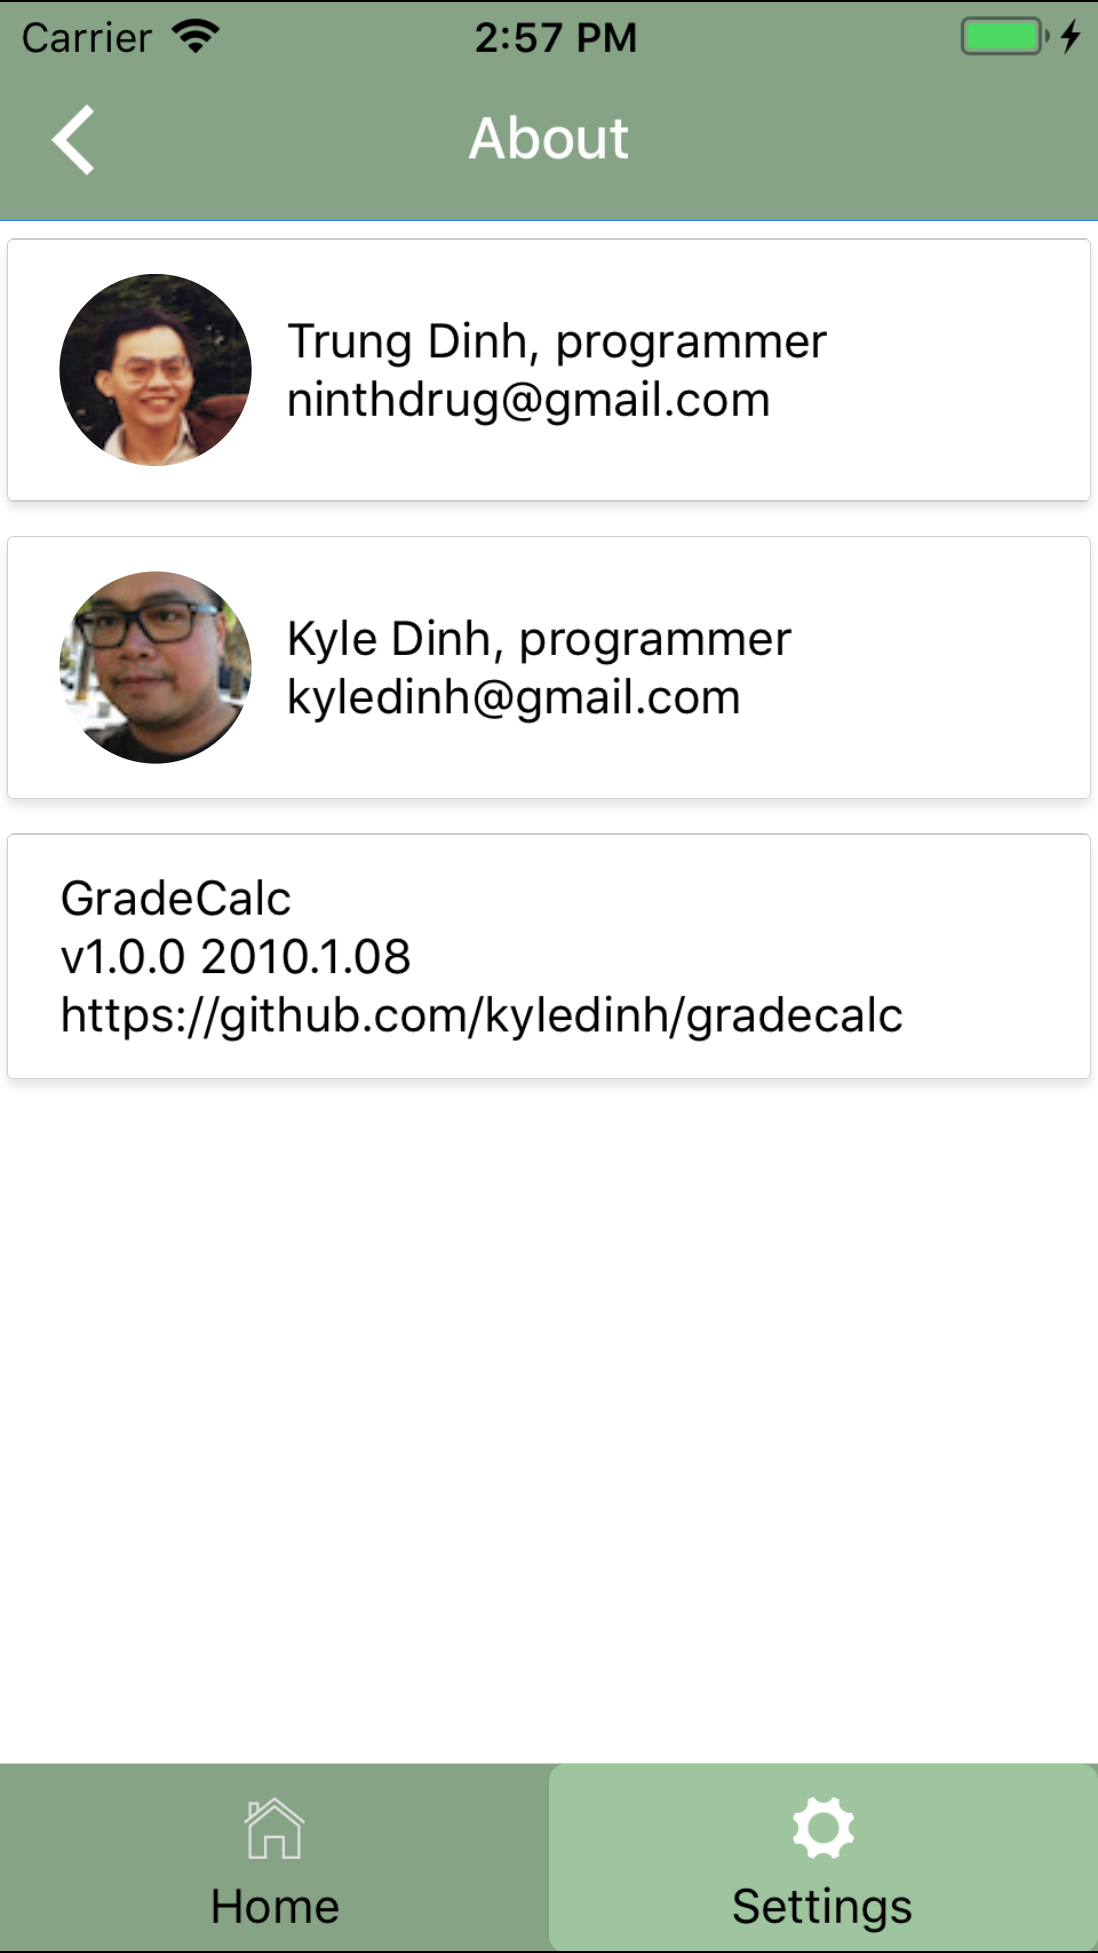 Carrier 2:57 PM
About
Trung Dinh, programmer
ninthdrug@gmail.com
Kyle Dinh, programmer
kyledinh@gmail.com
GradeCalc
v1.0.0 2010.1.08
https://github.com/kyledinh/gradecalc
Home Settings